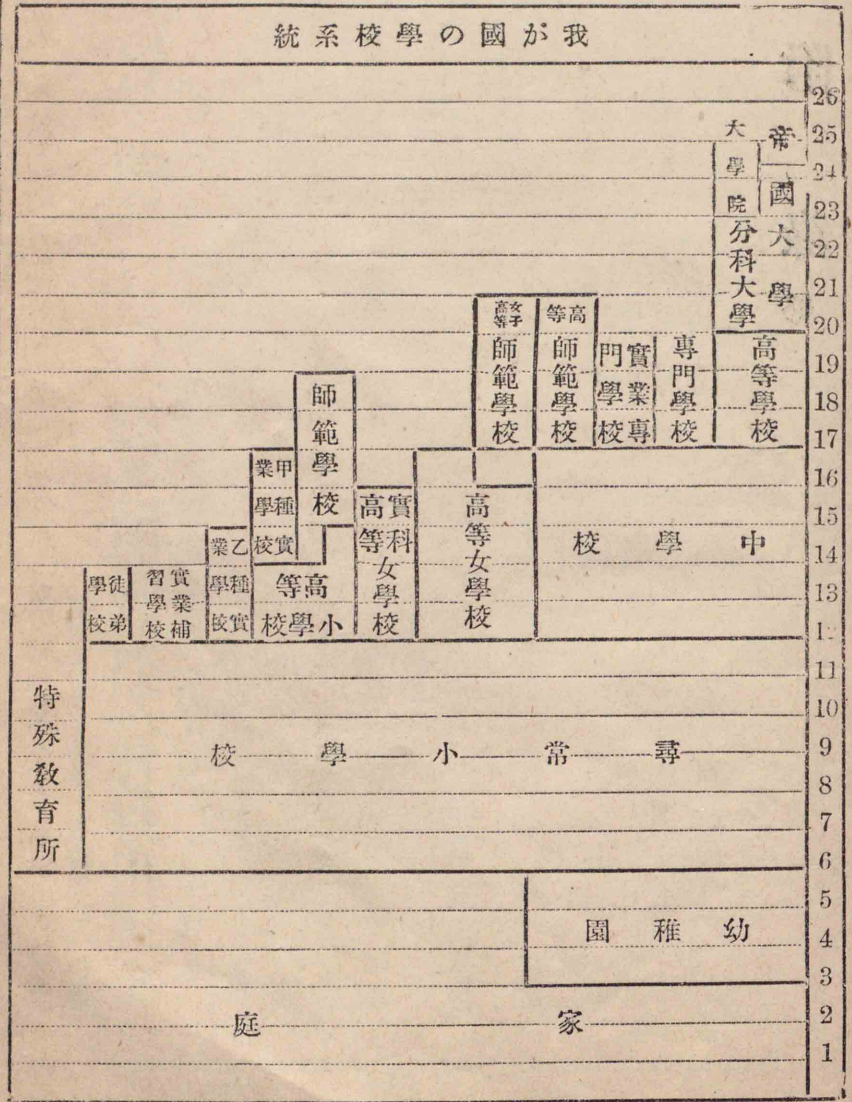 我が國の學校系統
26
25
24
23
22
21
20
19
18
17
16
15
14
13
11
10
9
8
7
6
5
4
3
2
1
帝國大學
大學院
分科大學
高等學校
專門學校
實業專門學校
高等師範學校
女子高等師範學校
師範學校
中學校
高等女學校
實科高等女學校
甲種實業學校
乙種實業學校
高等小學校
實業補習學校
徒弟學校
尋常小學校
特殊教育所
幼稚園
家庭